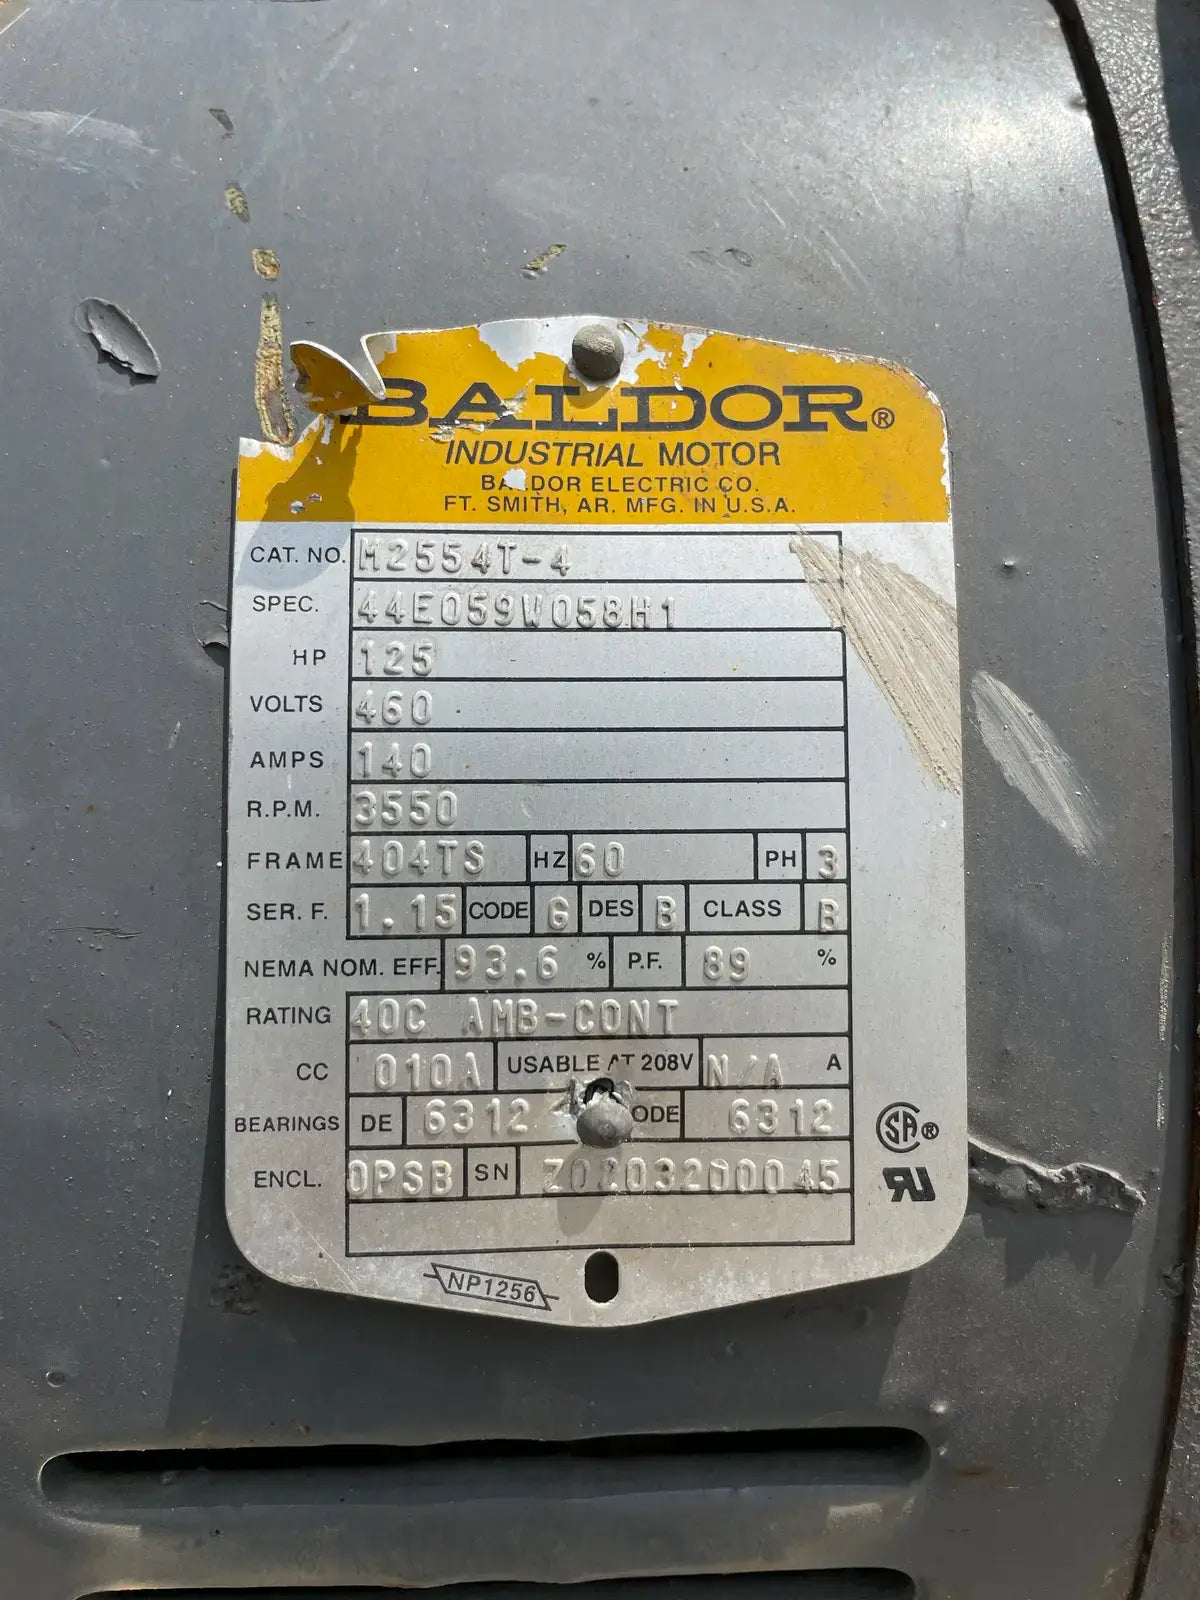 BALDOR®
INDUSTRIAL MOTOR
BALDOR ELECTRIC CO.
FT. SMITH, AR. MFG. IN U.S.A.
CAT. NO. M2554T-4
SPEC. 44E059W058H1
HP 125
VOLTS 460
AMPS 140
R.P.M. 3550
FRAME 404TS HZ 60 PH 3
SER. F. 1.15 CODE G DES B CLASS B
NEMA NOM. EFF. 93.6 % P.F. 89 %
RATING 40C AMB-CONT
CC 010A USABLE AT 208V N/A A
BEARINGS DE 6312 ODE 6312
ENCL. OPSB SN Z0203200045
SA ®
RU
NP1256